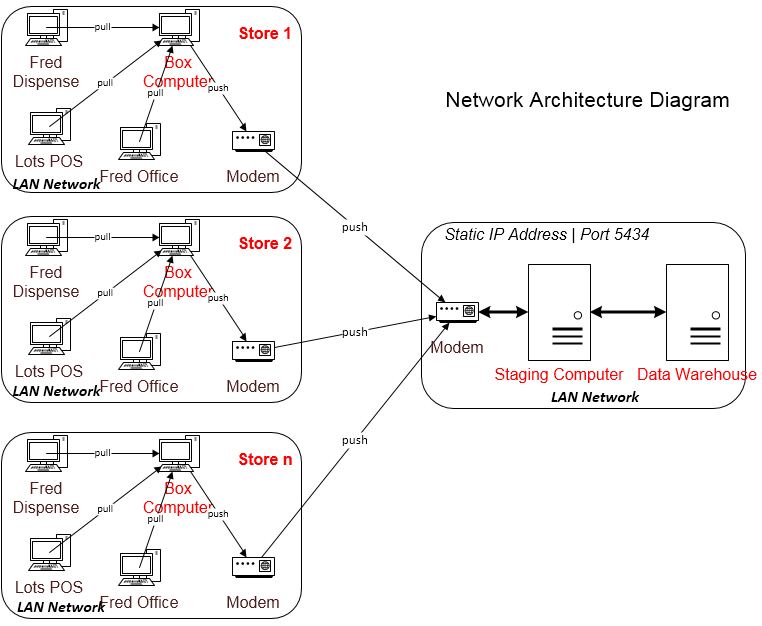 pull
Store 1
Fred
Dispense
Box
Computer
pull
pull
push
Lots POS
Fred Office
Modem
LAN Network
Network Architecture Diagram
push
pull
Store 2
Fred
Dispense
Box
Computer
pull
pull
push
Lots POS
Fred Office
Modem
LAN Network
push
Static IP Address | Port 5434
Modem
Staging Computer
Data Warehouse
LAN Network
push
pull
Store n
Fred
Dispense
Box
Computer
pull
pull
push
Lots POS
Fred Office
Modem
LAN Network